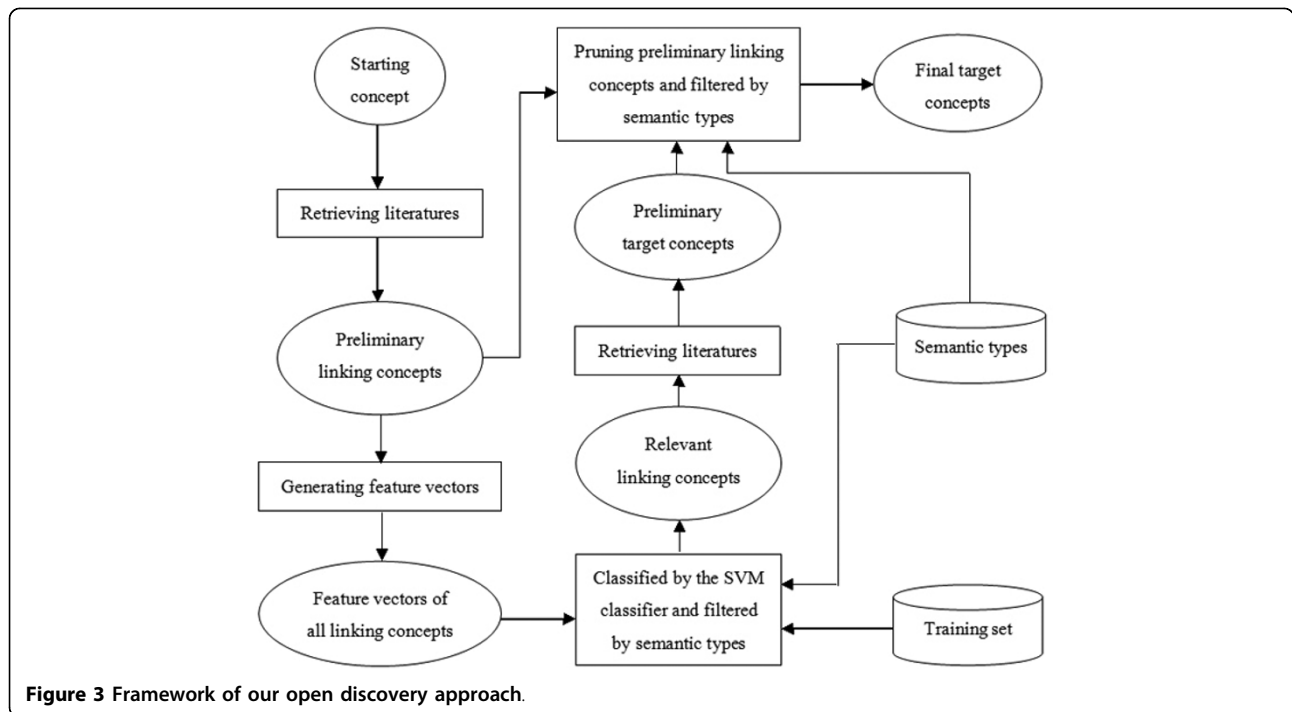 Starting
concept
Retrieving literatures
Preliminary
linking concepts
Generating feature vectors
Feature vectors of
all linking concepts
Classified by the SVM
classifier and filtered
by semantic types
Relevant
linking concepts
Retrieving literatures
Preliminary
target concepts
Pruning preliminary linking
concepts and filtered by
semantic types
Final target
concepts
Semantic types
Training set
Figure 3 Framework of our open discovery approach.